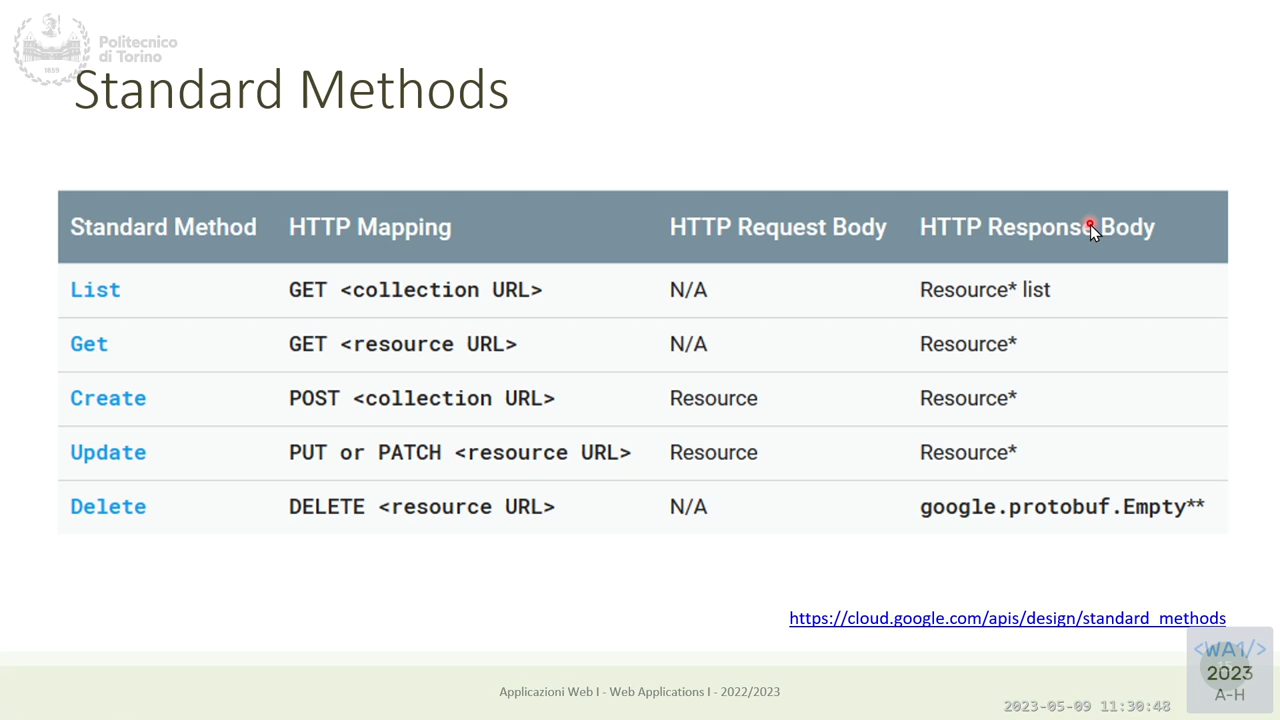 Politecnico
di Torino
1859
Standard Methods
Standard Method HTTP Mapping HTTP Request Body HTTP Response Body
List GET <collection URL> N/A Resource* list
Get GET <resource URL> N/A Resource*
Create POST <collection URL> Resource Resource*
Update PUT or PATCH <resource URL> Resource Resource*
Delete DELETE <resource URL> N/A google.protobuf.Empty**
https://cloud.google.com/apis/design/standard_methods
<WA1/>
2023
A-H
Applicazioni Web I - Web Applications I - 2022/2023
2023-05-09 11:30:48